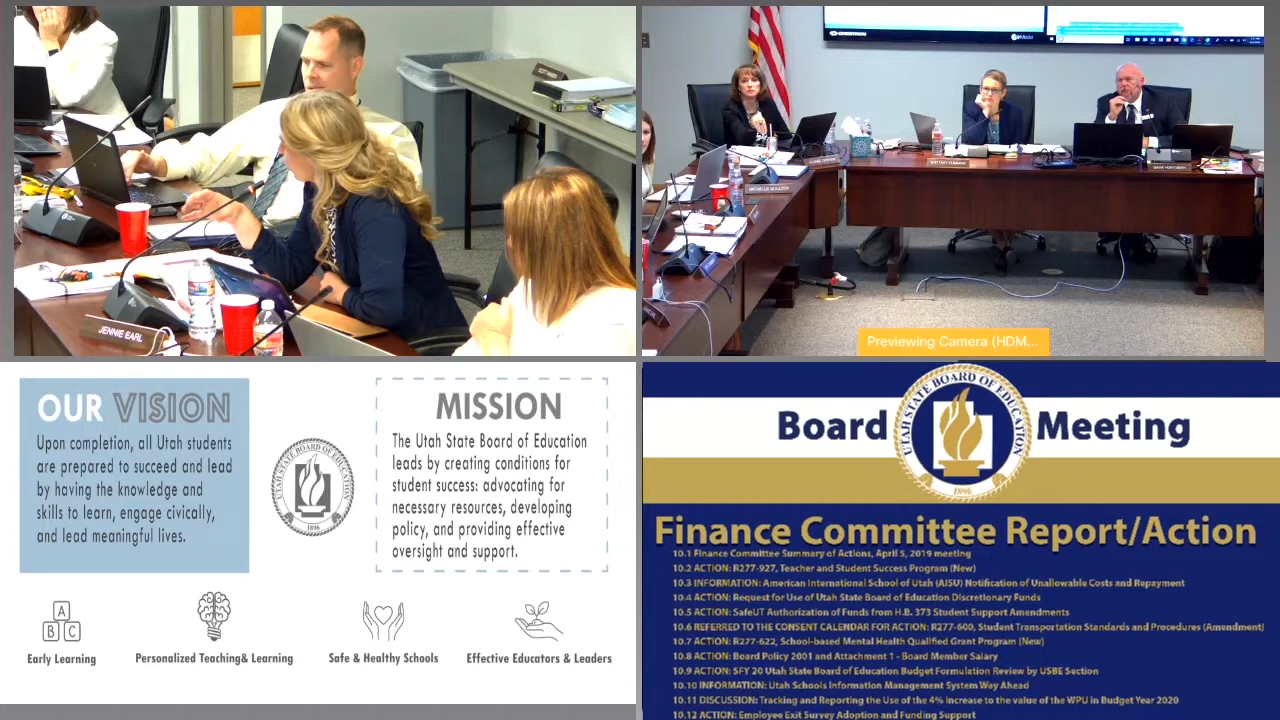 JENNIE EARL
CRESTRON
AirMedia
Previewing Camera (HDM...
OUR VISION
Upon completion, all Utah students
are prepared to succeed and lead
by having the knowledge and
skills to learn, engage civically,
and lead meaningful lives.
UTAH STATE BOARD OF EDUCATION
1896
MISSION
The Utah State Board of Education
leads by creating conditions for
student success: advocating for
necessary resources, developing
policy, and providing effective
oversight and support.
A
B C
Early Learning
Personalized Teaching& Learning
Safe & Healthy Schools
Effective Educators & Leaders
Board
UTAH STATE BOARD OF EDUCATION
1896
Meeting
Finance Committee Report/Action
10.1 Finance Committee Summary of Actions, April 5, 2019 meeting
10.2 ACTION: R277-927, Teacher and Student Success Program (New)
10.3 INFORMATION: American International School of Utah (AISU) Notification of Unallowable Costs and Repayment
10.4 ACTION: Request for Use of Utah State Board of Education Discretionary Funds
10.5 ACTION: SafeUT Authorization of Funds from H.B. 373 Student Support Amendments
10.6 REFERRED TO THE CONSENT CALENDAR FOR ACTION: R277-600, Student Transportation Standards and Procedures (Amendment)
10.7 ACTION: R277-622, School-based Mental Health Qualified Grant Program (New)
10.8 ACTION: Board Policy 2001 and Attachment 1 - Board Member Salary
10.9 ACTION: SFY 20 Utah State Board of Education Budget Formulation Review by USBE Section
10.10 INFORMATION: Utah Schools Information Management System Way Ahead
10.11 DISCUSSION: Tracking and Reporting the Use of the 4% increase to the value of the WPU in Budget Year 2020
10.12 ACTION: Employee Exit Survey Adoption and Funding Support